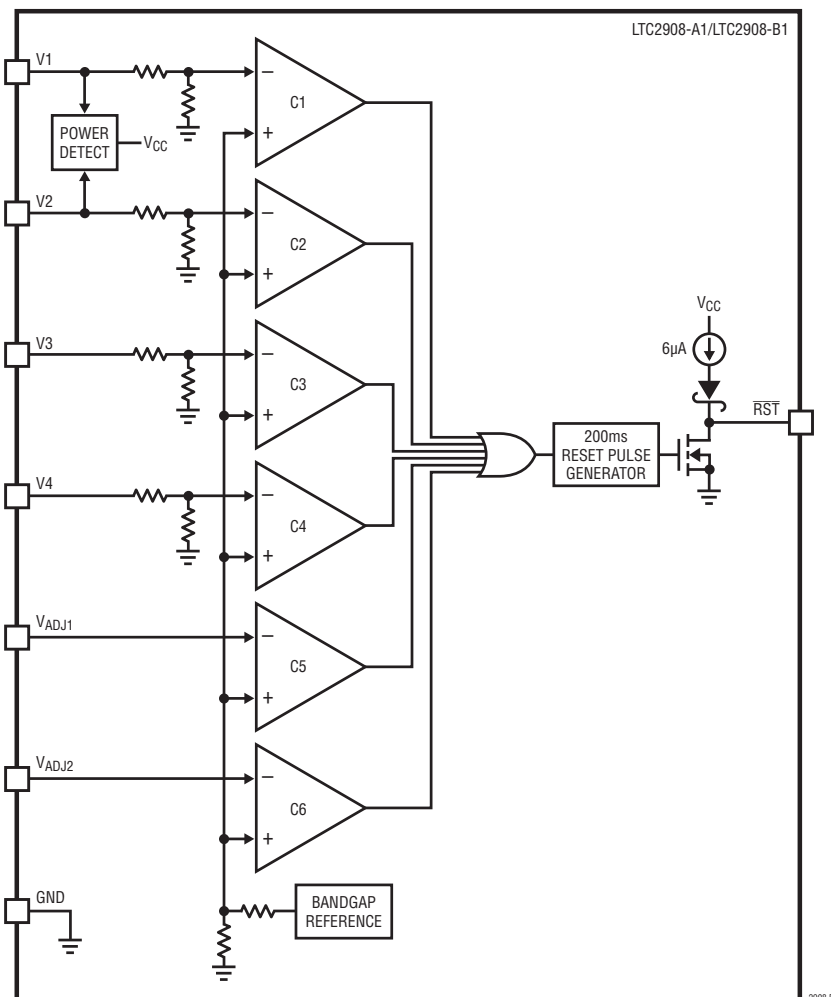 LTC2908-A1/LTC2908-B1
V1
−
C1
+
POWER
DETECT
VCC
V2
−
C2
+
V3
−
C3
+
V4
−
C4
+
VADJ1
−
C5
+
VADJ2
−
C6
+
VCC
6µA
RST
200ms
RESET PULSE
GENERATOR
GND
BANDGAP
REFERENCE